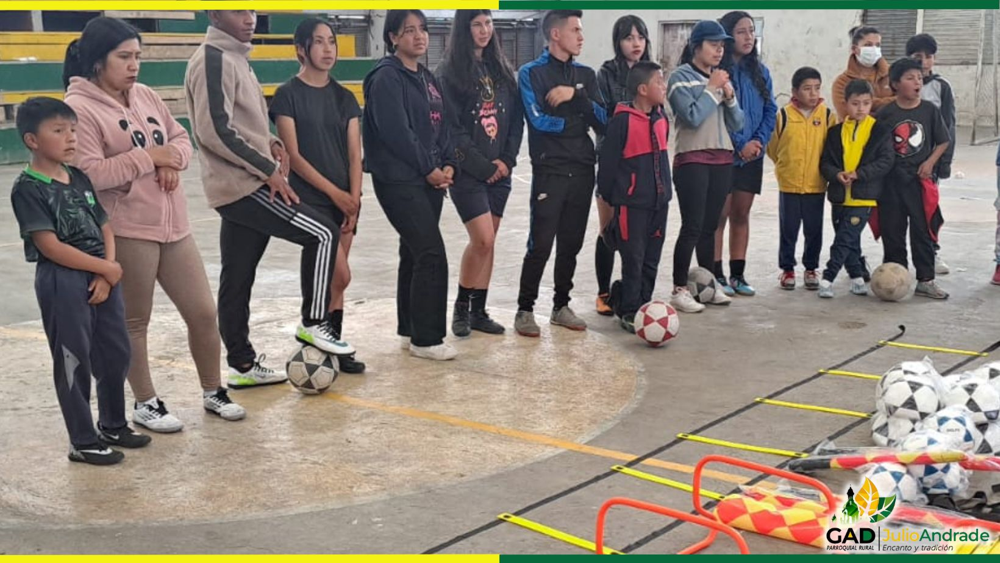 GAD JulioAndrade
PARROQUIAL RURAL Encanto y tradición